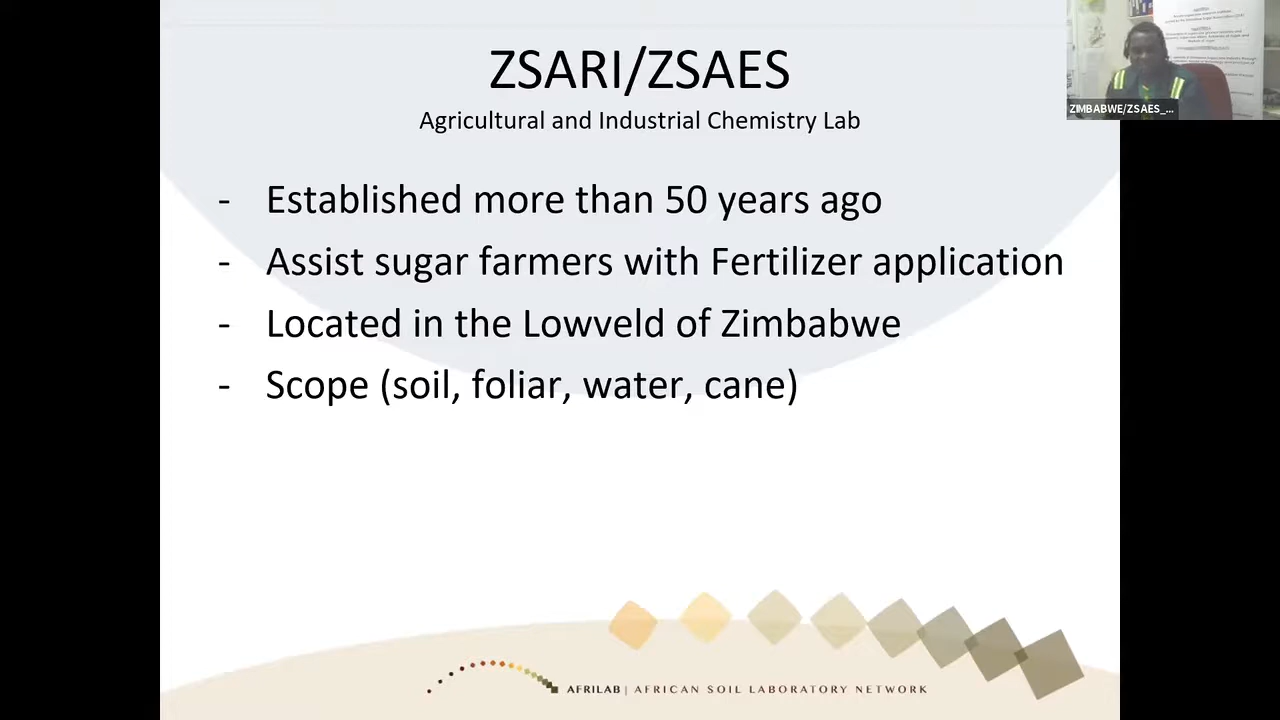 ZSARI/ZSAES
Agricultural and Industrial Chemistry Lab
- Established more than 50 years ago
- Assist sugar farmers with Fertilizer application
- Located in the Lowveld of Zimbabwe
- Scope (soil, foliar, water, cane)
ZIMBABWE/ZSAES_...
AFRILAB | AFRICAN SOIL LABORATORY NETWORK